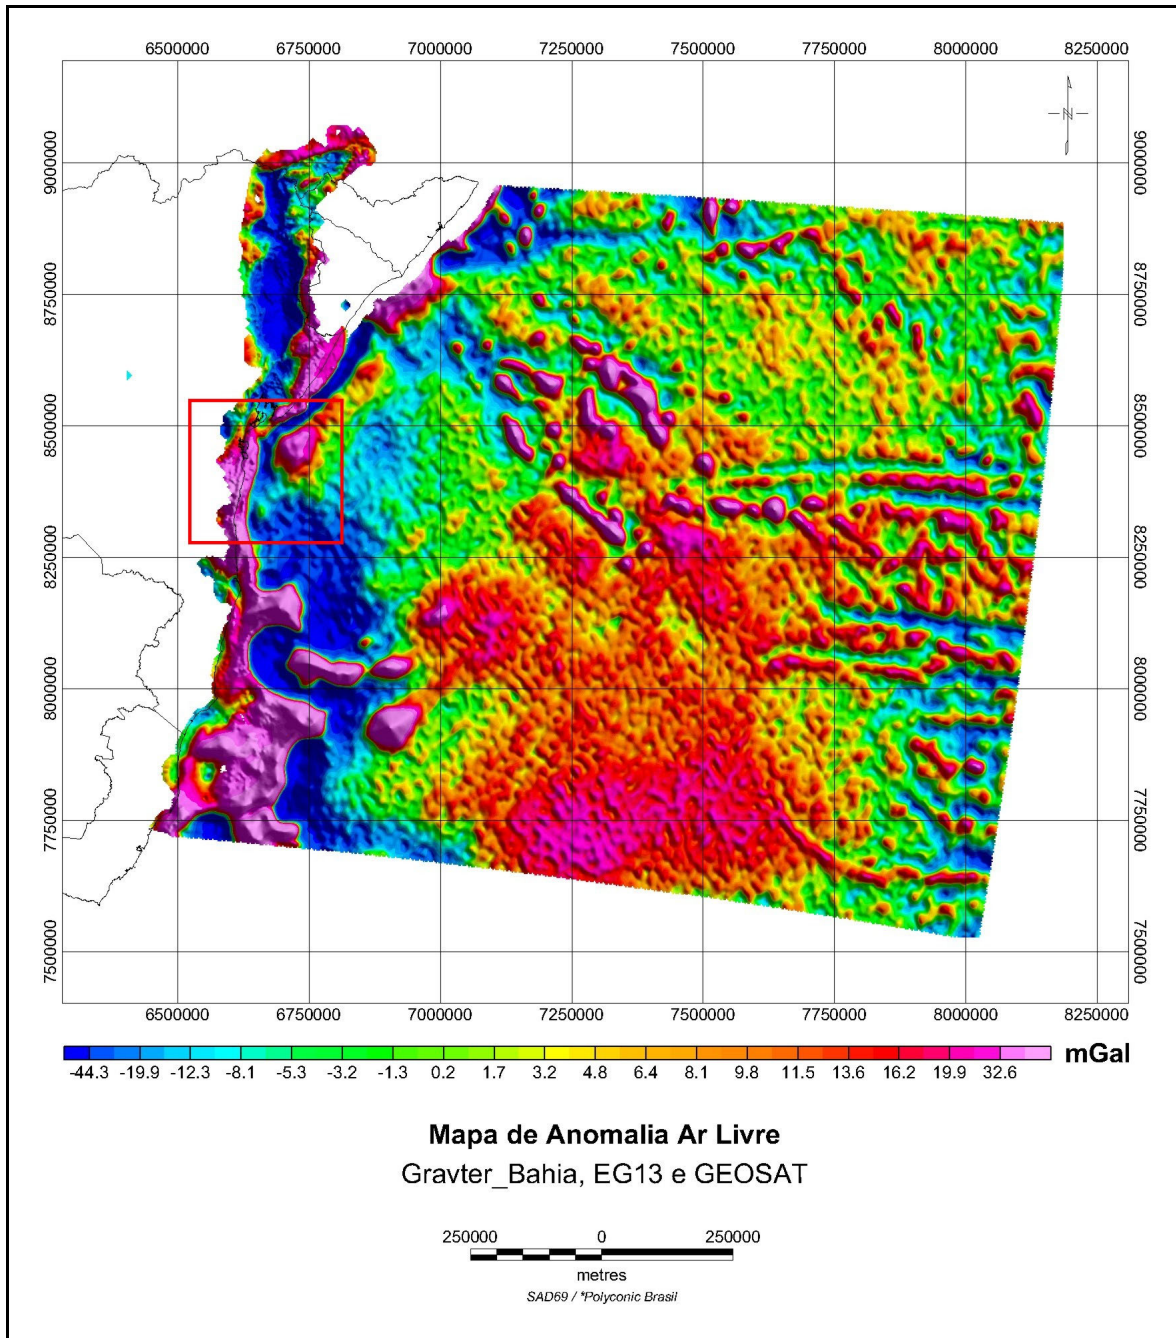 6500000 6750000 7000000 7250000 7500000 7750000 8000000 8250000
N
9000000 9000000
8750000 8750000
8500000 8500000
8250000 8250000
8000000 8000000
7750000 7750000
7500000 7500000
6500000 6750000 7000000 7250000 7500000 7750000 8000000 8250000
mGal
-44.3 -19.9 -12.3 -8.1 -5.3 -3.2 -1.3 0.2 1.7 3.2 4.8 6.4 8.1 9.8 11.5 13.6 16.2 19.9 32.6
Mapa de Anomalia Ar Livre
Gravter_Bahia, EG13 e GEOSAT
250000 0 250000
metres
SAD69 / *Polyconic Brasil